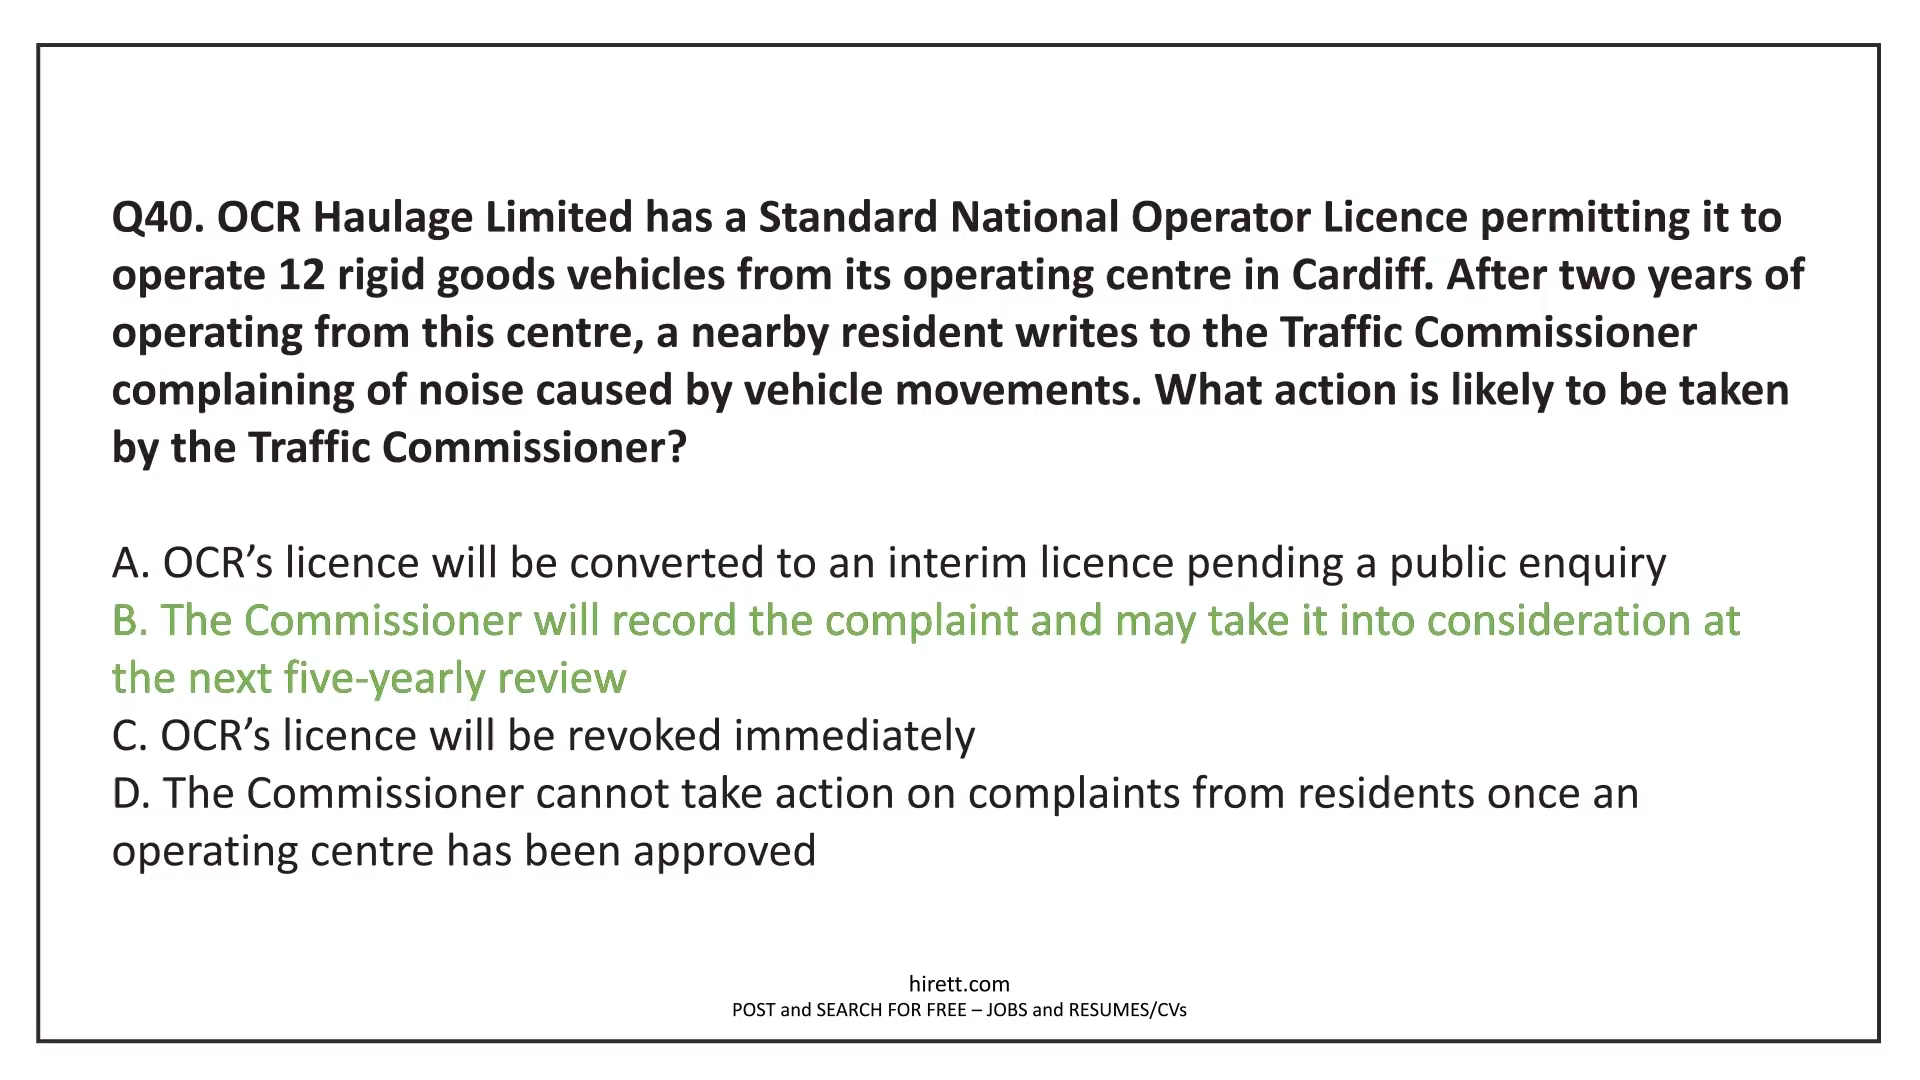 Q40. OCR Haulage Limited has a Standard National Operator Licence permitting it to
operate 12 rigid goods vehicles from its operating centre in Cardiff. After two years of
operating from this centre, a nearby resident writes to the Traffic Commissioner
complaining of noise caused by vehicle movements. What action is likely to be taken
by the Traffic Commissioner?
A. OCR’s licence will be converted to an interim licence pending a public enquiry
B. The Commissioner will record the complaint and may take it into consideration at
the next five-yearly review
C. OCR’s licence will be revoked immediately
D. The Commissioner cannot take action on complaints from residents once an
operating centre has been approved
hirett.com
POST and SEARCH FOR FREE – JOBS and RESUMES/CVs